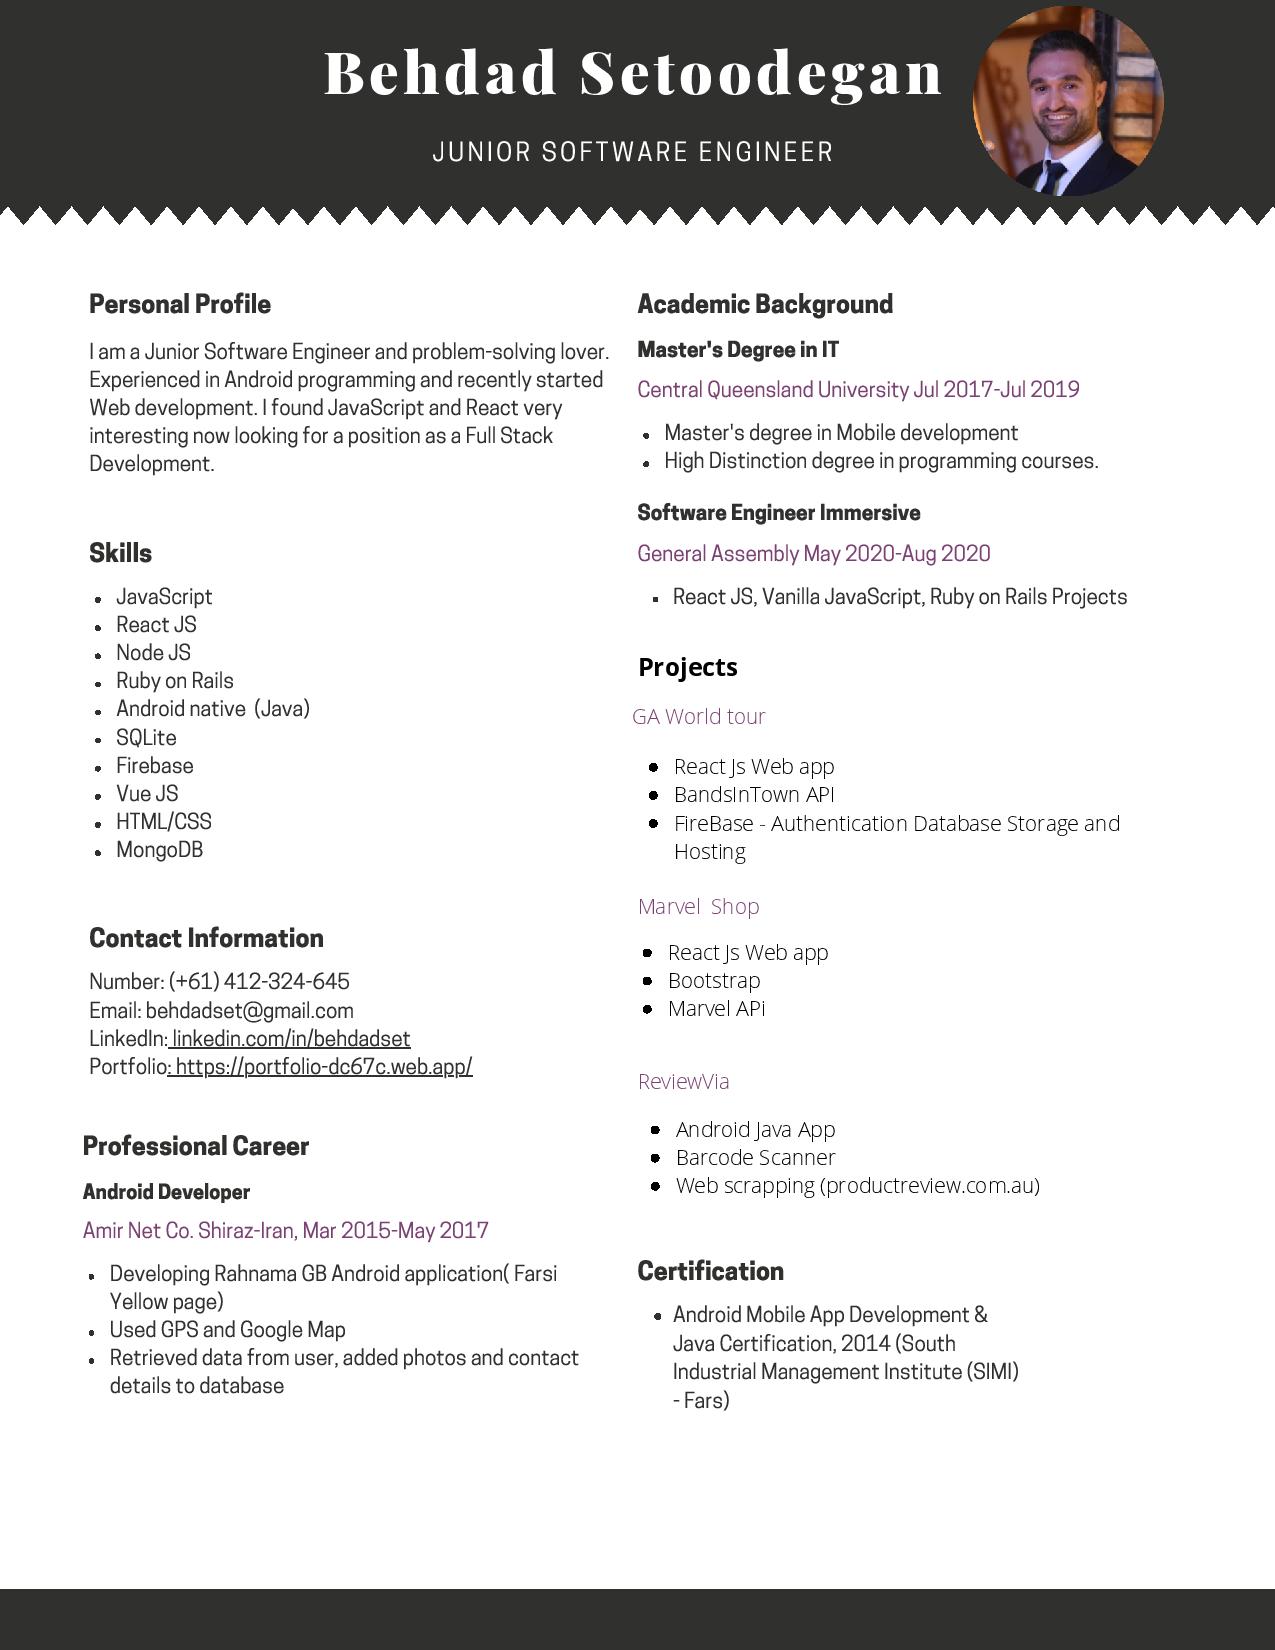 Behdad Setoodegan
JUNIOR SOFTWARE ENGINEER
Personal Profile
I am a Junior Software Engineer and problem-solving lover.
Experienced in Android programming and recently started
Web development. I found JavaScript and React very
interesting now looking for a position as a Full Stack
Development.
Skills
JavaScript
React JS
Node JS
Ruby on Rails
Android native (Java)
SQLite
Firebase
Vue JS
HTML/CSS
MongoDB
Contact Information
Number: (+61) 412-324-645
Email: behdadset@gmail.com
LinkedIn: linkedin.com/in/behdadset
Portfolio: https://portfolio-dc67c.web.app/
Professional Career
Android Developer
Amir Net Co. Shiraz-Iran, Mar 2015-May 2017
Developing Rahnama GB Android application( Farsi
Yellow page)
Used GPS and Google Map
Retrieved data from user, added photos and contact
details to database
Academic Background
Master's Degree in IT
Central Queensland University Jul 2017-Jul 2019
Master's degree in Mobile development
High Distinction degree in programming courses.
Software Engineer Immersive
General Assembly May 2020-Aug 2020
React JS, Vanilla JavaScript, Ruby on Rails Projects
Projects
GA World tour
React Js Web app
BandsInTown API
FireBase - Authentication Database Storage and
Hosting
Marvel Shop
React Js Web app
Bootstrap
Marvel APi
ReviewVia
Android Java App
Barcode Scanner
Web scrapping (productreview.com.au)
Certification
Android Mobile App Development &
Java Certification, 2014 (South
Industrial Management Institute (SIMI)
- Fars)